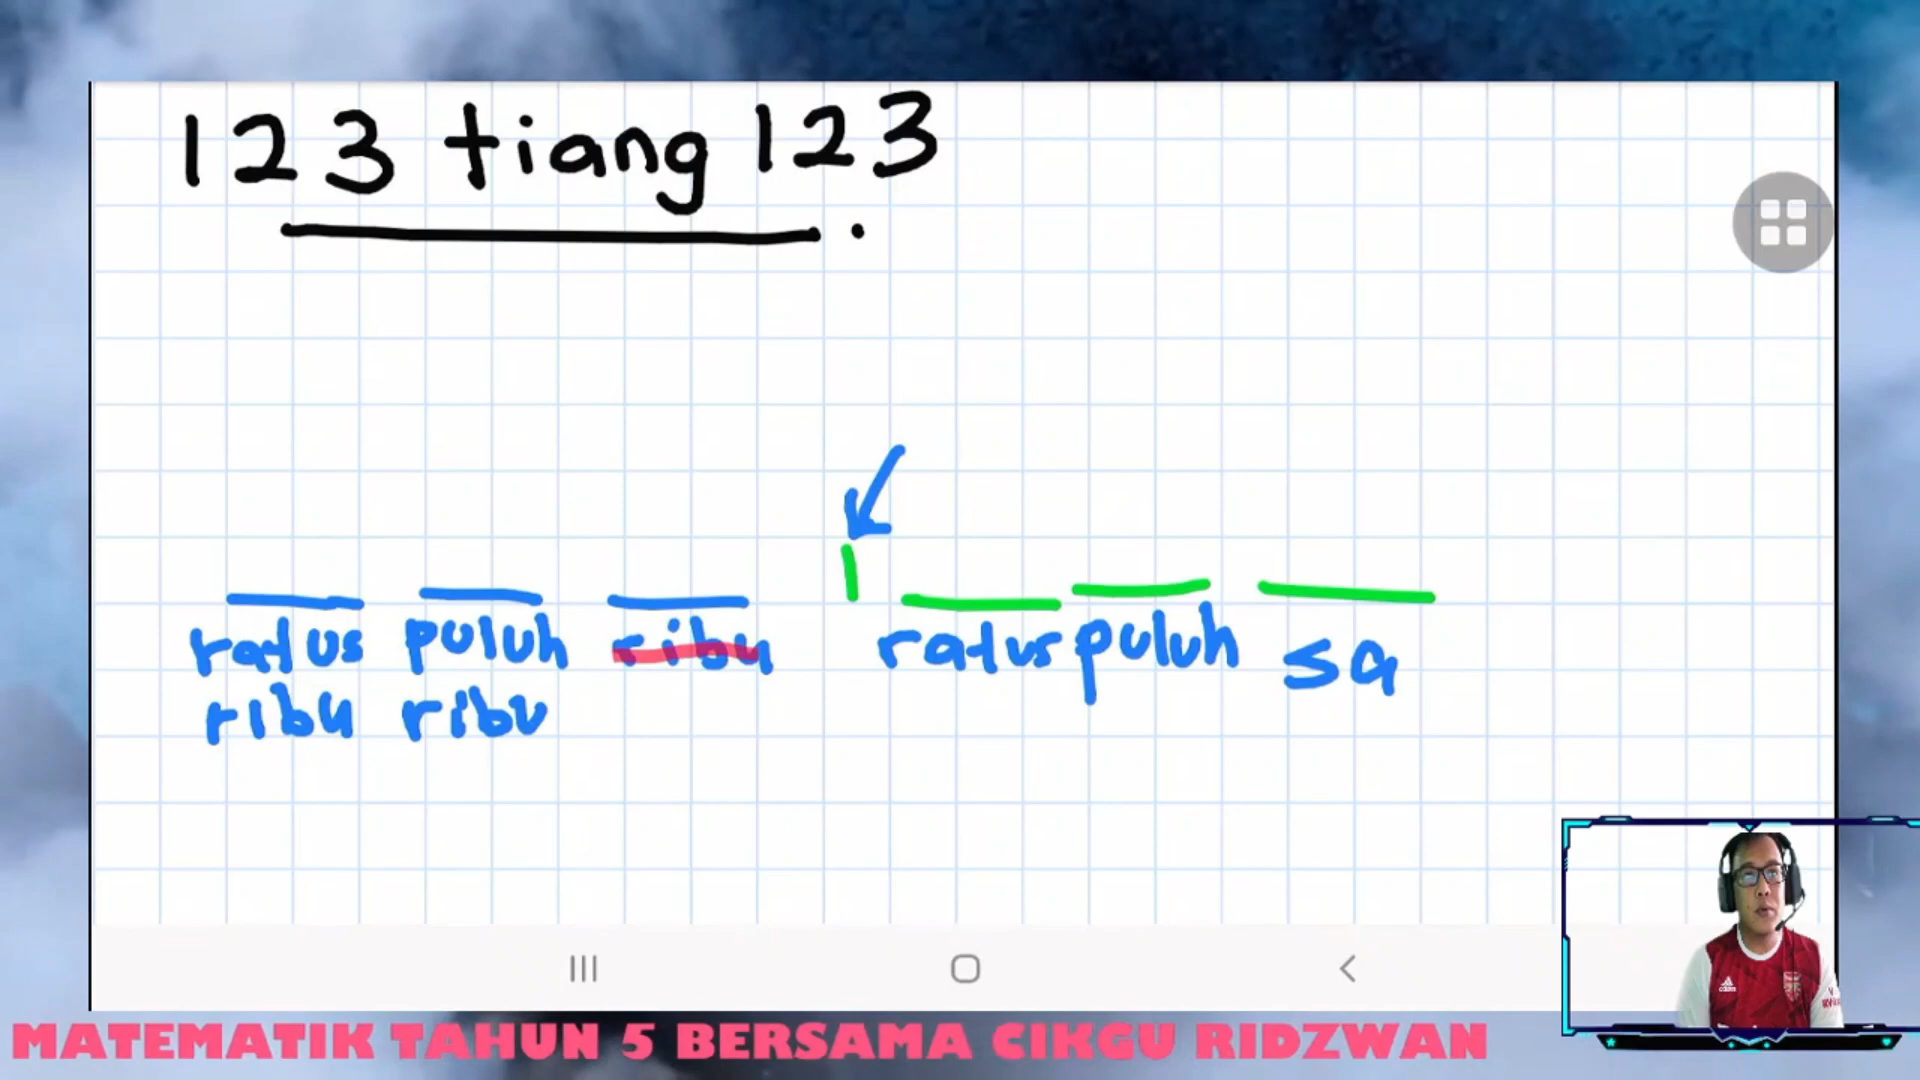 123 tiang 123
ratus puluh ribu ratus puluh sa
ribu ribu
MATEMATIK TAHUN 5 BERSAMA CIKGU RIDZWAN